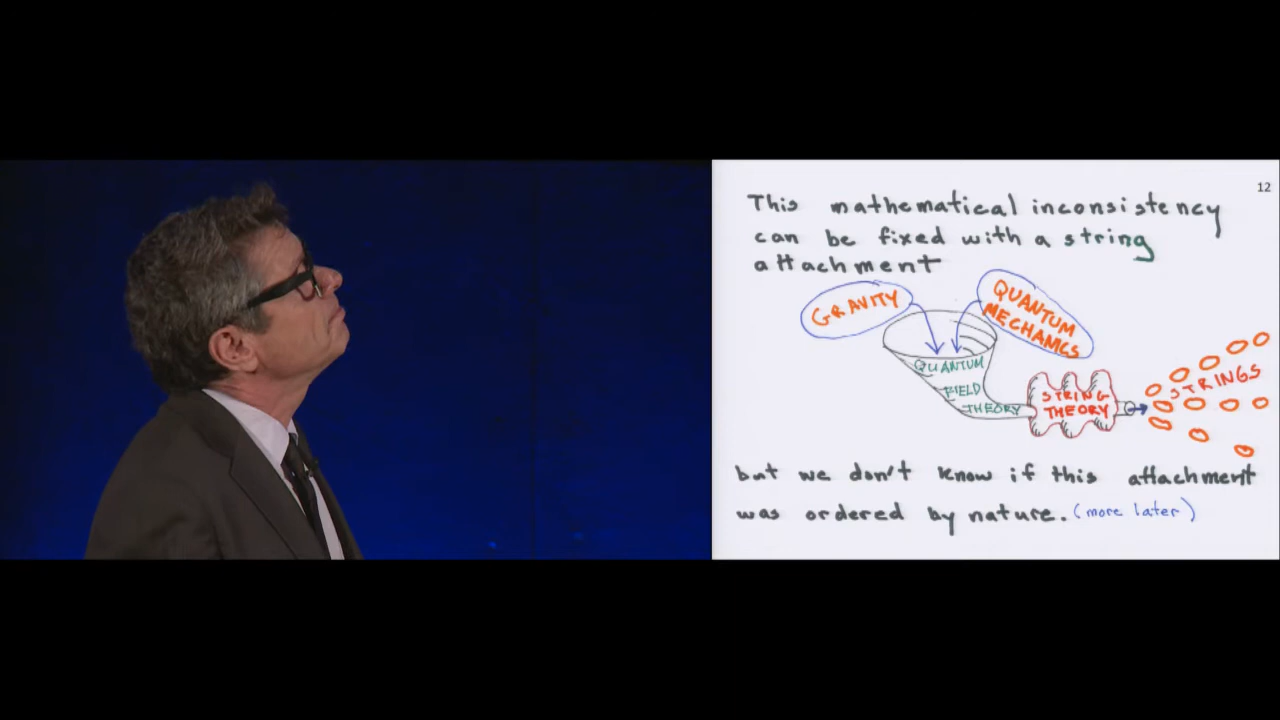 12
This mathematical inconsistency
can be fixed with a string
attachment
GRAVITY
QUANTUM
MECHANICS
QUANTUM
FIELD
THEORY
STRING
THEORY
STRINGS
but we don't know if this attachment
was ordered by nature. (more later)